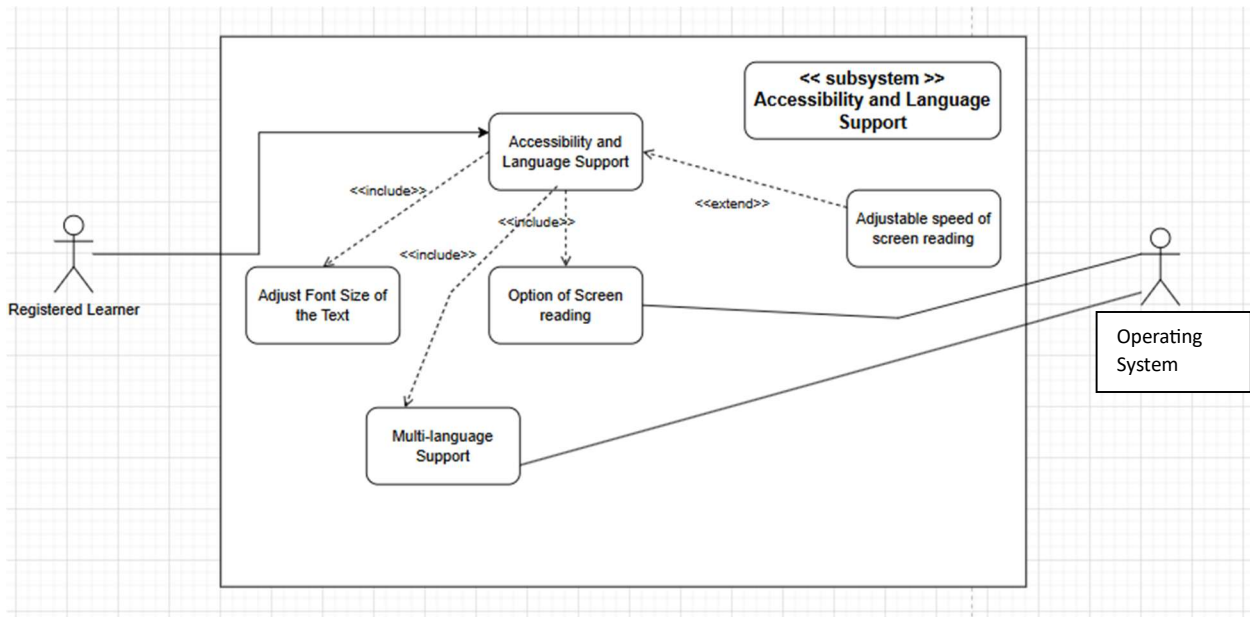 << subsystem >>
Accessibility and Language
Support
Accessibility and
Language Support
<<include>>
<<extend>>
<<include>>
<<include>>
Adjustable speed of
screen reading
Adjust Font Size of
the Text
Option of Screen
reading
Registered Learner
Operating
System
Multi-language
Support